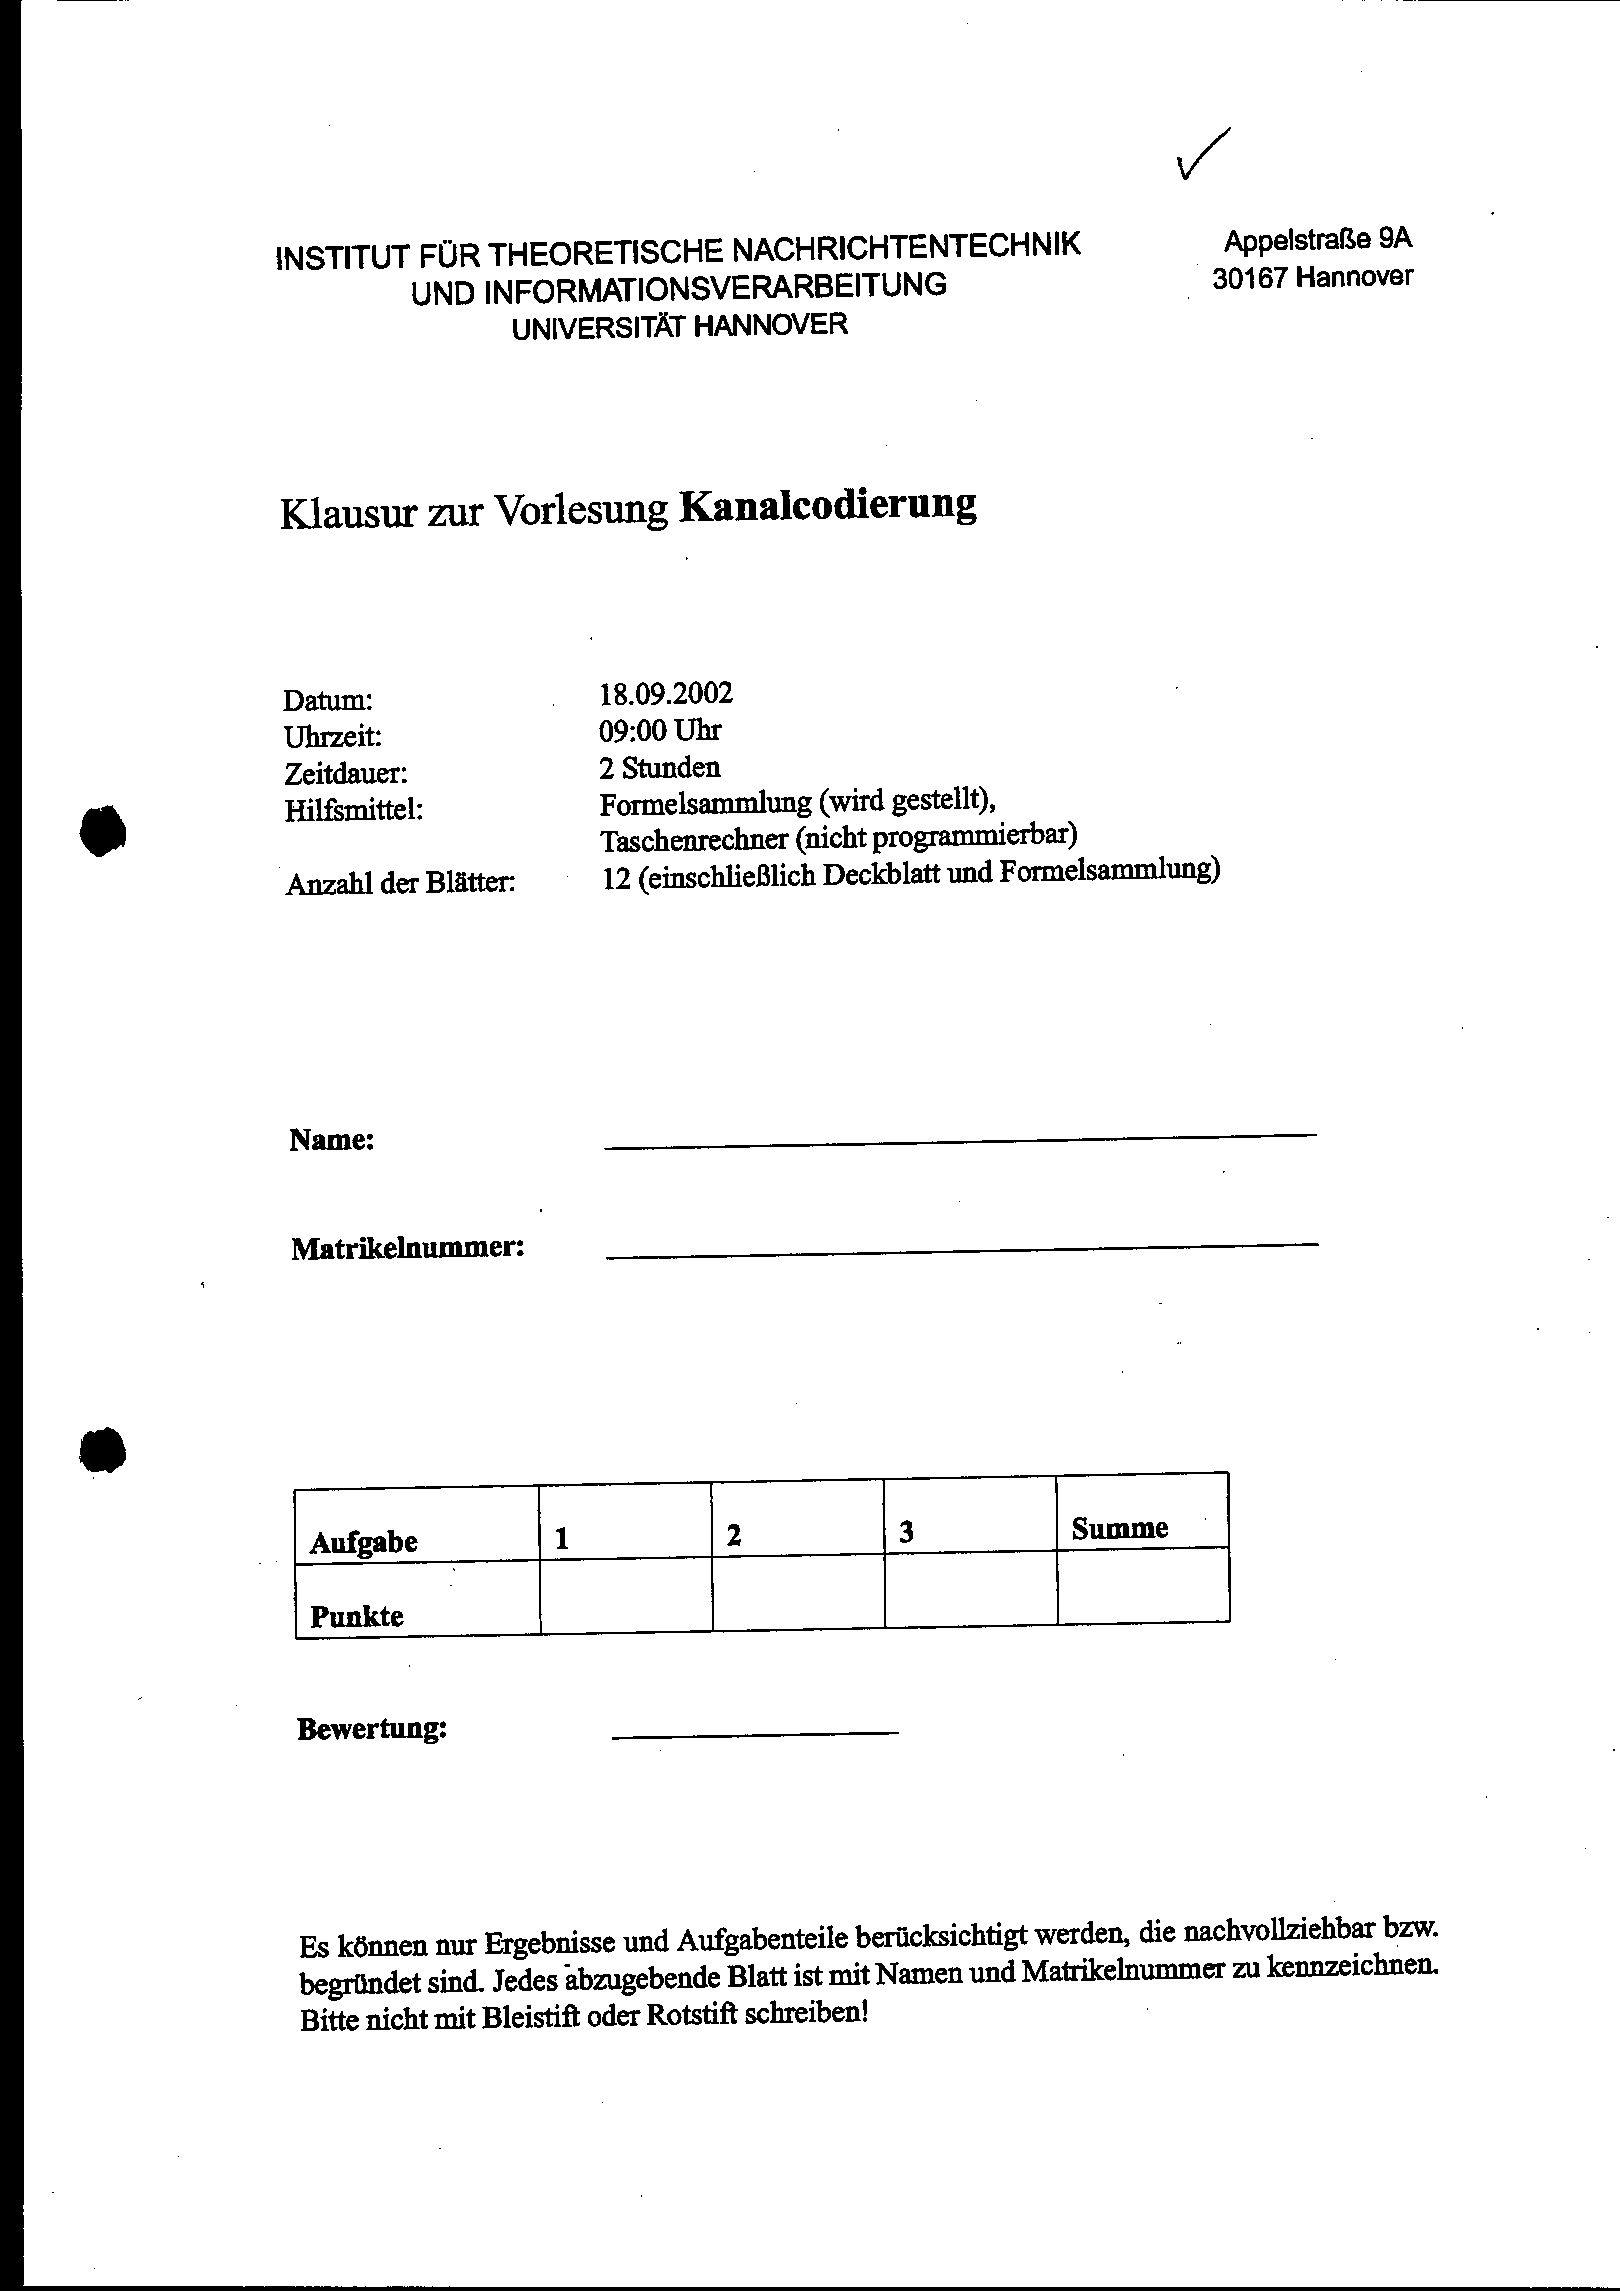 INSTITUT FÜR THEORETISCHE NACHRICHTENTECHNIK
UND INFORMATIONSVERARBEITUNG
UNIVERSITÄT HANNOVER
Appelstraße 9A
30167 Hannover
Klausur zur Vorlesung Kanalcodierung
Datum: 18.09.2002
Uhrzeit: 09:00 Uhr
Zeitdauer: 2 Stunden
Hilfsmittel: Formelsammlung (wird gestellt),
Taschenrechner (nicht programmierbar)
Anzahl der Blätter: 12 (einschließlich Deckblatt und Formelsammlung)
Name:
Matrikelnummer:
Aufgabe 1 2 3 Summe
Punkte
Bewertung:
Es können nur Ergebnisse und Aufgabenteile berücksichtigt werden, die nachvollziehbar bzw.
begründet sind. Jedes abzugebende Blatt ist mit Namen und Matrikelnummer zu kennzeichnen.
Bitte nicht mit Bleistift oder Rotstift schreiben!